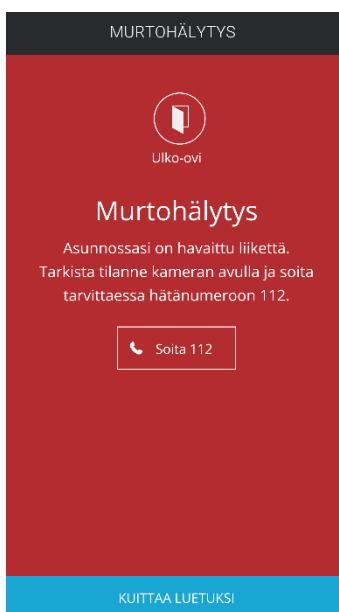 MURTOHÄLYTYS
Ulko-ovi
Murtohälytys
Asunnossasi on havaittu liikettä.
Tarkista tilanne kameran avulla ja soita
tarvittaessa hätänumeroon 112.
Soita 112
KUITTAA LUETUKSI